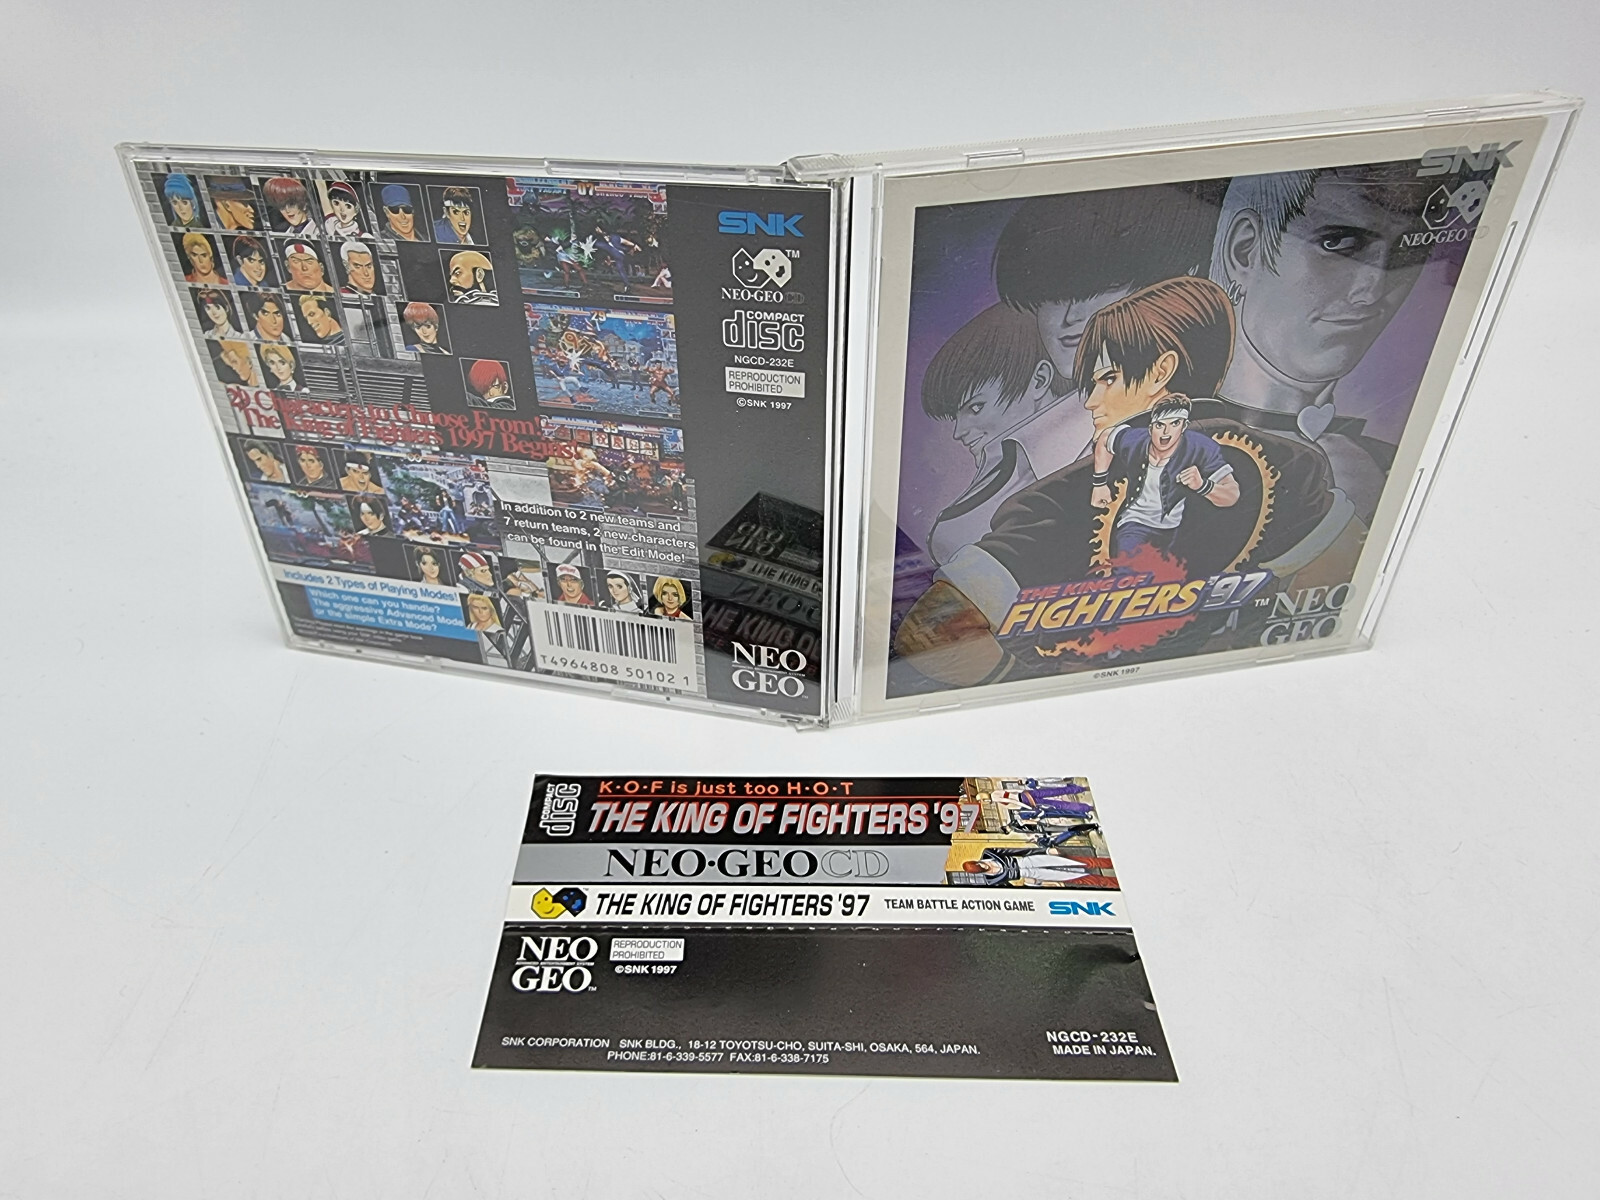 SNK
NEO·GEO CD
COMPACT
disc
NGCD-232E
REPRODUCTION
PROHIBITED
©SNK 1997
29 Characters to Choose From!
The King of Fighters 1997 Begins!
In addition to 2 new teams and
7 return teams, 2 new characters
can be found in the Edit Mode!
Includes 2 Types of Playing Modes!
Which one can you handle?
The aggressive Advanced Mode
or the simple Extra Mode?
T4964808 50102 1
NEO
GEO
SNK
NEO·GEO CD
THE KING OF
FIGHTERS '97 ™
NEO
GEO
©SNK 1997
COMPACT
disc
K·O·F is just too H·O·T
THE KING OF FIGHTERS '97
NEO·GEO CD
THE KING OF FIGHTERS '97 TEAM BATTLE ACTION GAME SNK
NEO
GEO™
REPRODUCTION
PROHIBITED
©SNK 1997
SNK CORPORATION SNK BLDG., 18-12 TOYOTSU-CHO, SUITA-SHI, OSAKA, 564, JAPAN.
PHONE:81-6-339-5577 FAX:81-6-338-7175
NGCD-232E
MADE IN JAPAN.